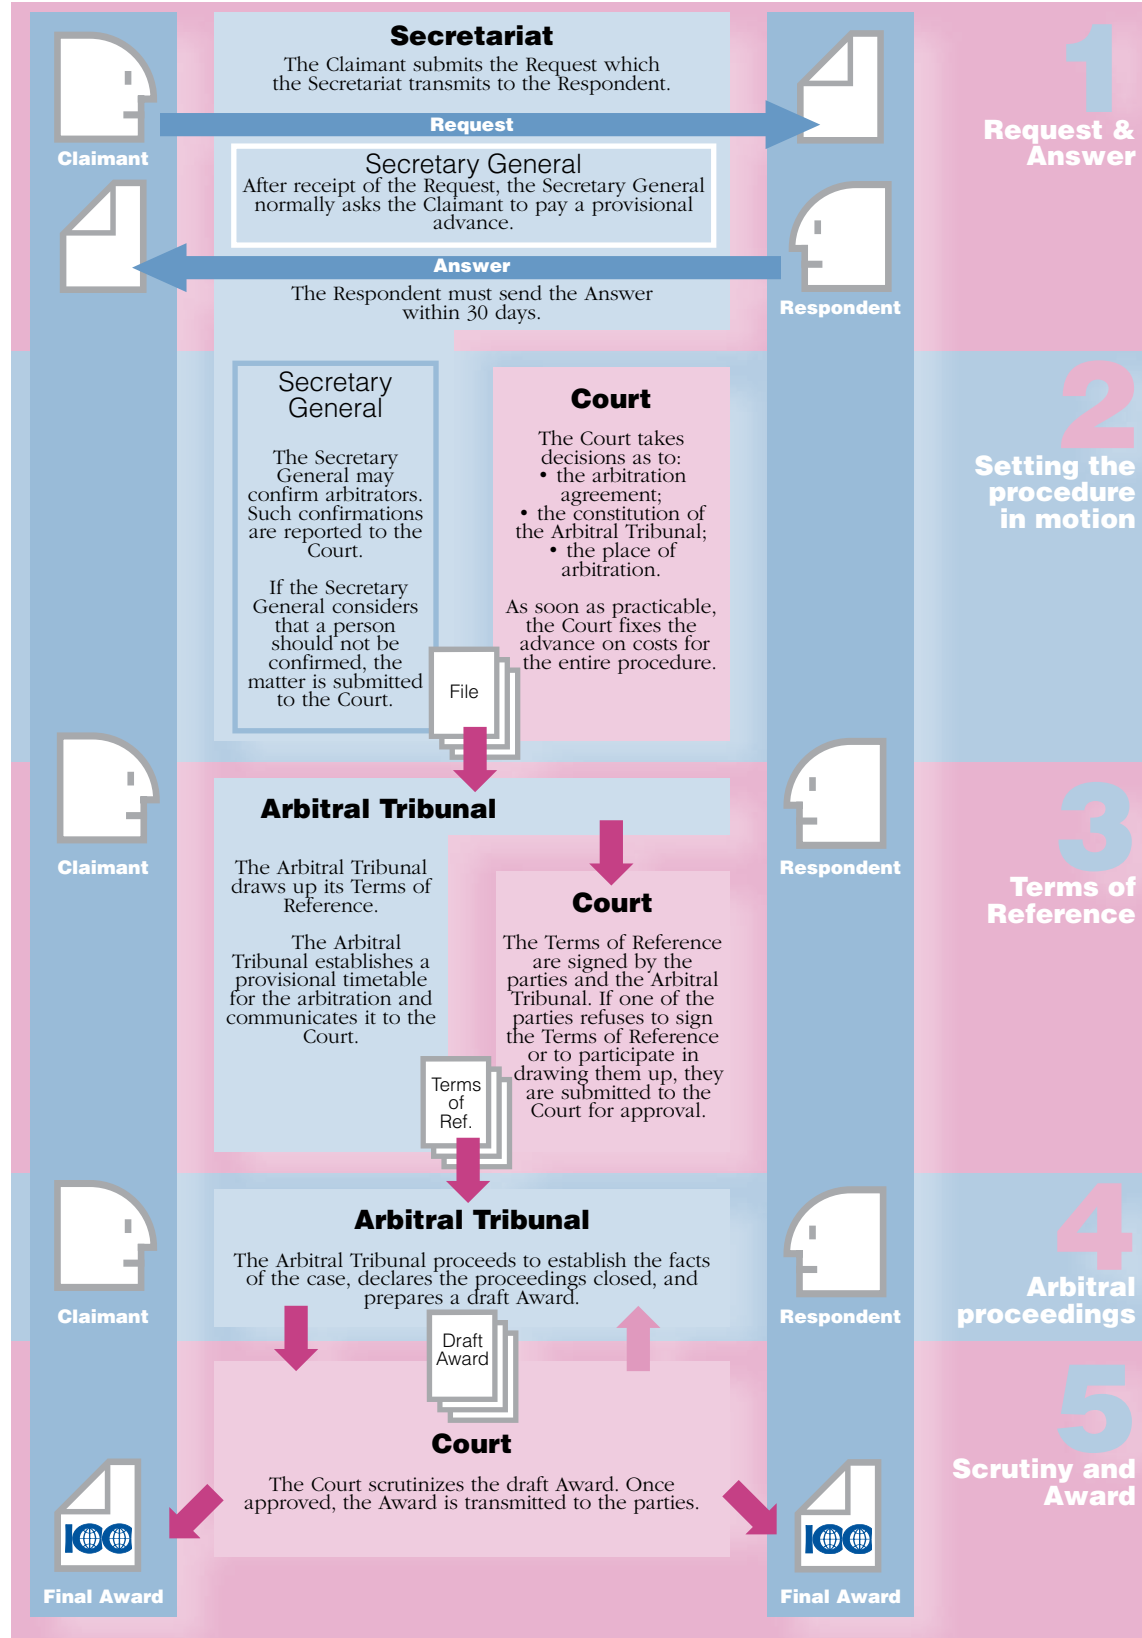 Secretariat
The Claimant submits the Request which
the Secretariat transmits to the Respondent.
Request
Claimant
1
Request &
Answer
Secretary General
After receipt of the Request, the Secretary General
normally asks the Claimant to pay a provisional
advance.
Answer
Respondent
The Respondent must send the Answer
within 30 days.
Secretary
General
The Secretary
General may
confirm arbitrators.
Such confirmations
are reported to the
Court.
If the Secretary
General considers
that a person
should not be
confirmed, the
matter is submitted
to the Court.
Court
The Court takes
decisions as to:
• the arbitration
agreement;
• the constitution of
the Arbitral Tribunal;
• the place of
arbitration.
As soon as practicable,
the Court fixes the
advance on costs for
the entire procedure.
File
2
Setting the
procedure
in motion
Arbitral Tribunal
Claimant
Respondent
The Arbitral Tribunal
draws up its Terms of
Reference.
The Arbitral
Tribunal establishes a
provisional timetable
for the arbitration and
communicates it to the
Court.
Court
The Terms of Reference
are signed by the
parties and the Arbitral
Tribunal. If one of the
parties refuses to sign
the Terms of Reference
or to participate in
drawing them up, they
are submitted to the
Court for approval.
Terms
of
Ref.
3
Terms of
Reference
Arbitral Tribunal
The Arbitral Tribunal proceeds to establish the facts
of the case, declares the proceedings closed, and
prepares a draft Award.
Claimant
Respondent
4
Arbitral
proceedings
Draft
Award
Court
The Court scrutinizes the draft Award. Once
approved, the Award is transmitted to the parties.
5
Scrutiny and
Award
ICC
Final Award
ICC
Final Award